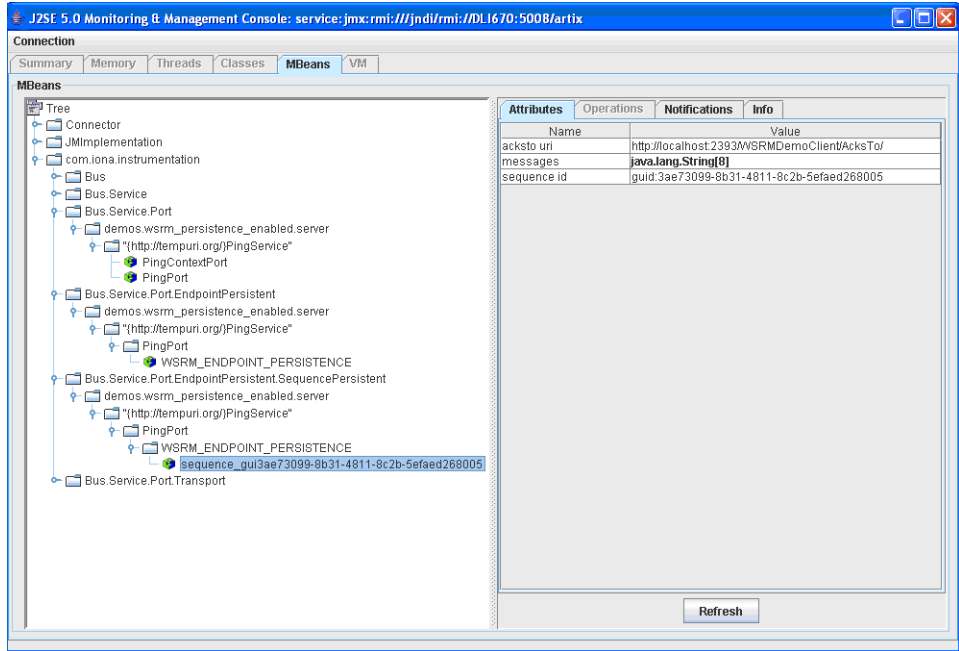 J2SE 5.0 Monitoring & Management Console: service:jmx:rmi:///jndi/rmi://DLI670:5008/artix
Connection
Summary Memory Threads Classes MBeans VM
MBeans
Tree
Connector
JMImplementation
com.iona.instrumentation
Bus
Bus.Service
Bus.Service.Port
demos.wsrm_persistence_enabled.server
"{http://tempuri.org/}PingService"
PingContextPort
PingPort
Bus.Service.Port.EndpointPersistent
demos.wsrm_persistence_enabled.server
"{http://tempuri.org/}PingService"
PingPort
WSRM_ENDPOINT_PERSISTENCE
Bus.Service.Port.EndpointPersistent.SequencePersistent
demos.wsrm_persistence_enabled.server
"{http://tempuri.org/}PingService"
PingPort
WSRM_ENDPOINT_PERSISTENCE
sequence_gui3ae73099-8b31-4811-8c2b-5efaed268005
Bus.Service.Port.Transport
Attributes Operations Notifications Info
Name Value
acksto uri http://localhost:2393/WSRMDemoClient/AcksTo/
messages java.lang.String[8]
sequence id guid:3ae73099-8b31-4811-8c2b-5efaed268005
Refresh